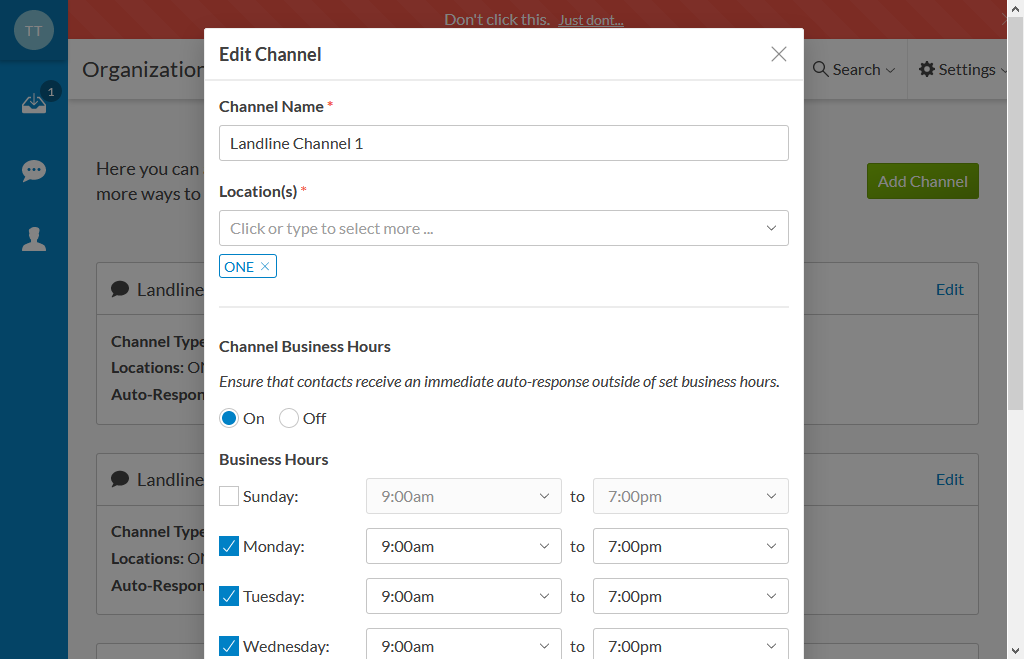 TT
Don't click this. Just dont...
Edit Channel
Organization
Search
Settings
1
Channel Name *
Landline Channel 1
Here you can
more ways to
Add Channel
Location(s) *
Click or type to select more ...
ONE
Landline
Edit
Channel Type
Locations: ON
Auto-Respon
Channel Business Hours
Ensure that contacts receive an immediate auto-response outside of set business hours.
On Off
Business Hours
Landline
Edit
Channel Type
Locations: ON
Auto-Respon
Sunday: 9:00am to 7:00pm
Monday: 9:00am to 7:00pm
Tuesday: 9:00am to 7:00pm
Wednesday: 9:00am to 7:00pm